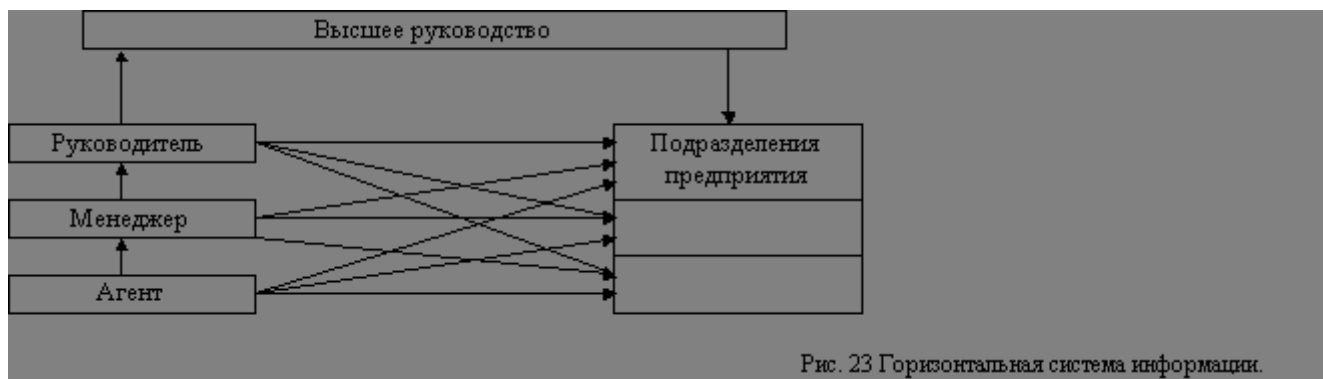 Высшее руководство
Руководитель
Подразделения
предприятия
Менеджер
Агент
Рис. 23 Горизонтальная система информации.